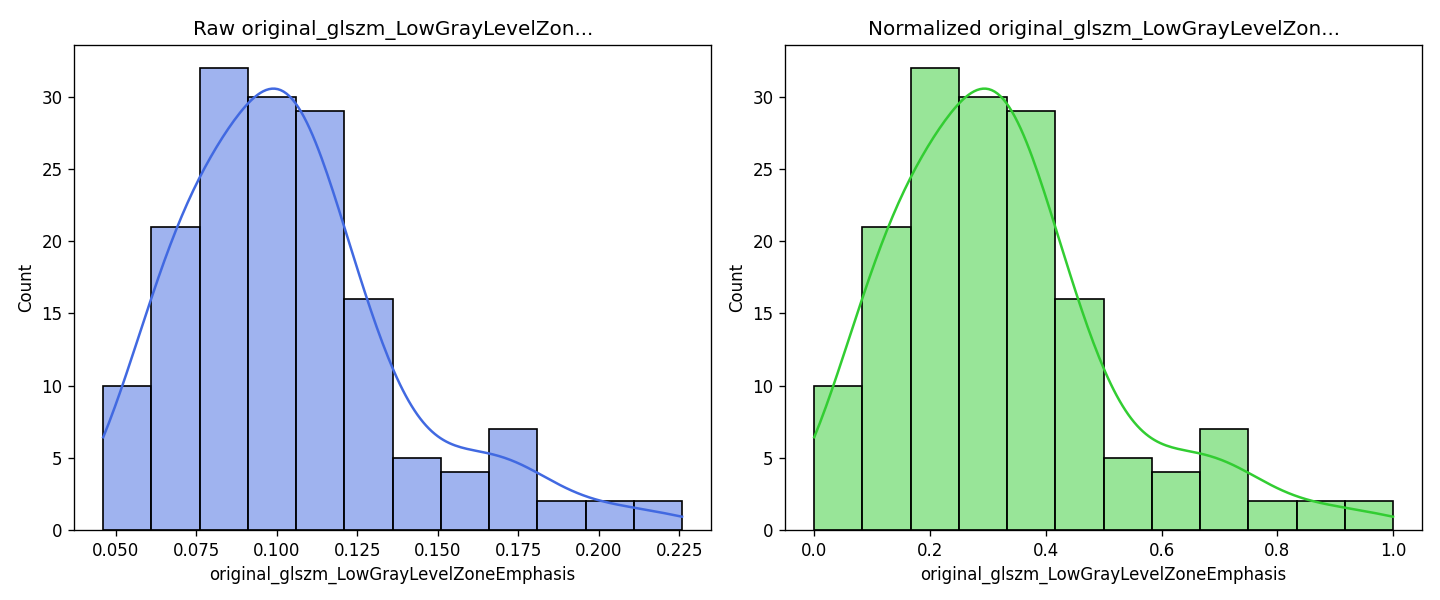 Raw original_glszm_LowGrayLevelZon...
Count
30
25
20
15
10
5
0
0.050 0.075 0.100 0.125 0.150 0.175 0.200 0.225
original_glszm_LowGrayLevelZoneEmphasis
Normalized original_glszm_LowGrayLevelZon...
Count
30
25
20
15
10
5
0
0.0 0.2 0.4 0.6 0.8 1.0
original_glszm_LowGrayLevelZoneEmphasis